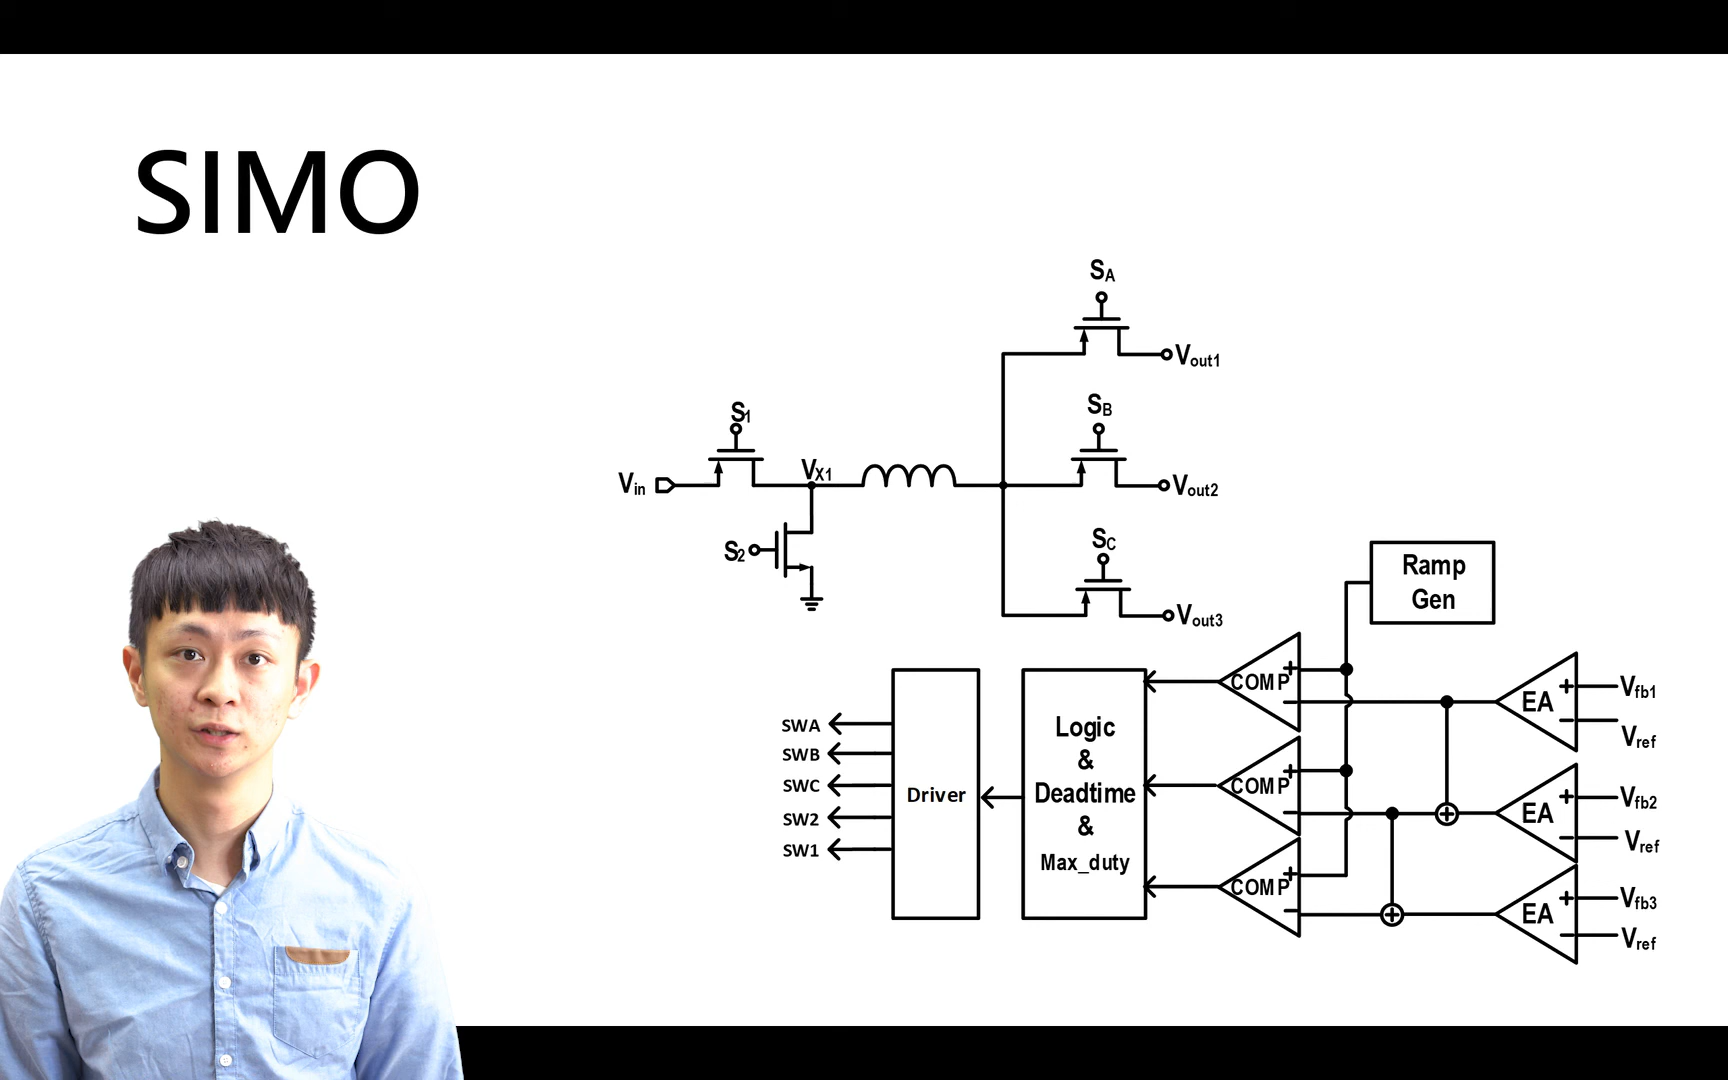 SIMO
SA
Vout1
S1
SB
Vin
VX1
Vout2
S2
SC
Vout3
Ramp
Gen
COMP
+
−
EA
+
−
Vfb1
Vref
SWA
SWB
SWC
SW2
SW1
Driver
Logic
&
Deadtime
&
Max_duty
COMP
+
−
EA
+
−
Vfb2
Vref
COMP
+
−
EA
+
−
Vfb3
Vref